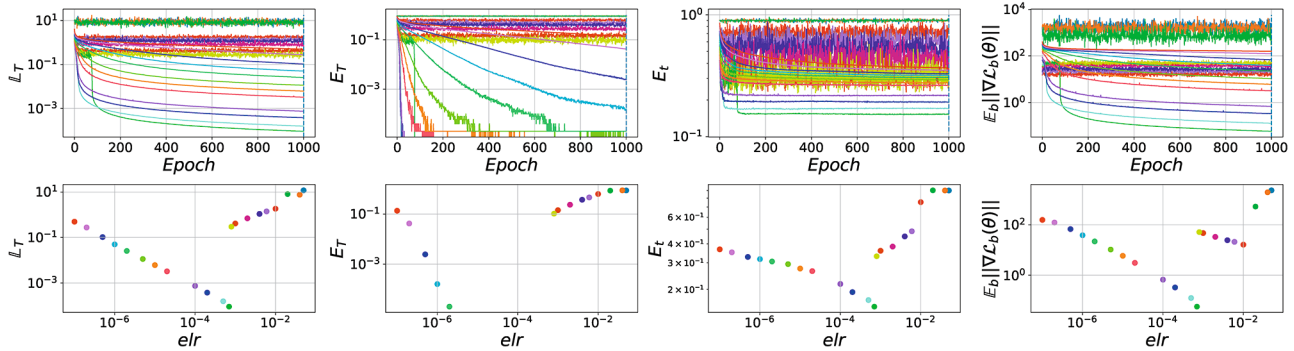 10^1
10^-1
10^-3
𝕃_T
0 200 400 600 800 1000
Epoch
10^-1
10^-3
E_T
0 200 400 600 800 1000
Epoch
10^0
10^-1
E_t
0 200 400 600 800 1000
Epoch
10^4
10^2
10^0
𝔼_b||∇ℒ_b(θ)||
0 200 400 600 800 1000
Epoch
10^1
10^-1
10^-3
𝕃_T
10^-6 10^-4 10^-2
elr
10^-1
10^-3
E_T
10^-6 10^-4 10^-2
elr
6 × 10^-1
4 × 10^-1
3 × 10^-1
2 × 10^-1
E_t
10^-6 10^-4 10^-2
elr
10^2
10^0
𝔼_b||∇ℒ_b(θ)||
10^-6 10^-4 10^-2
elr